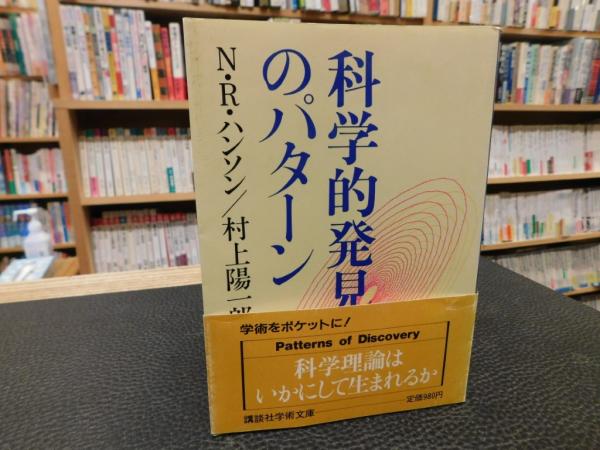 科学的発見
のパターン
N・R・ハンソン／村上陽一郎
学術をポケットに！
Patterns of Discovery
科学理論は
いかにして生まれるか
定価980円
講談社学術文庫